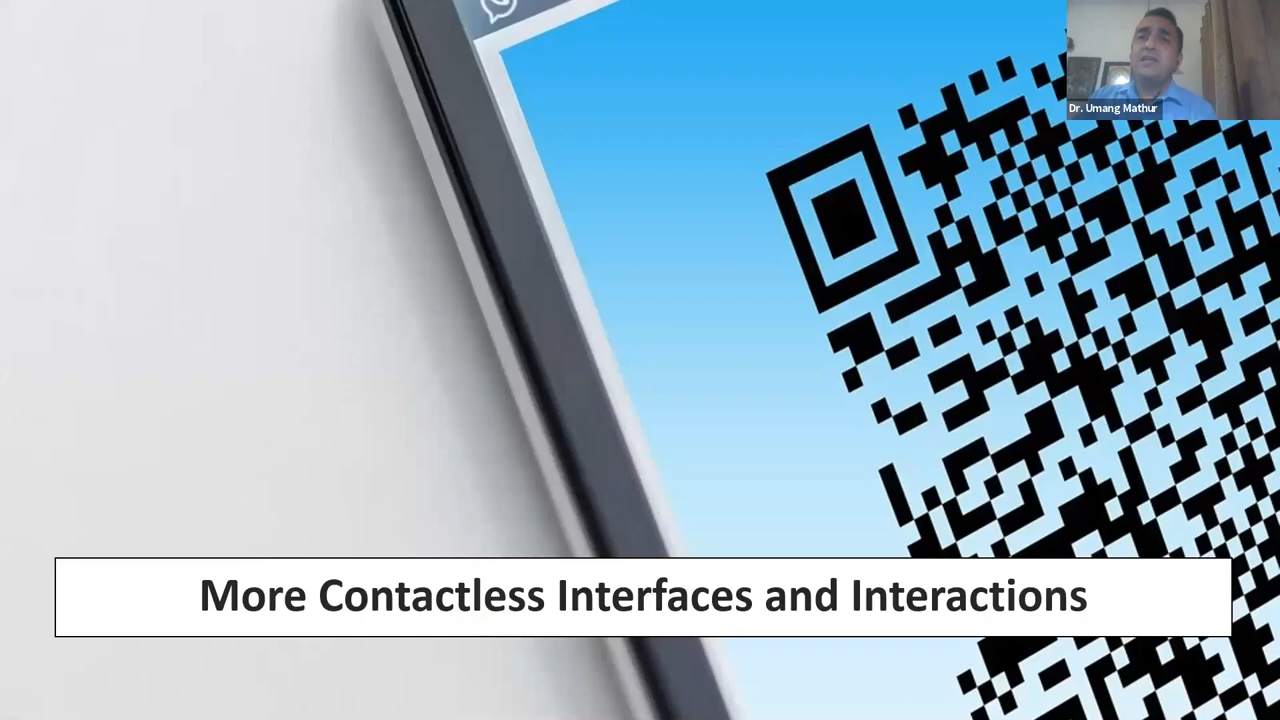 Dr. Umang Mathur
More Contactless Interfaces and Interactions